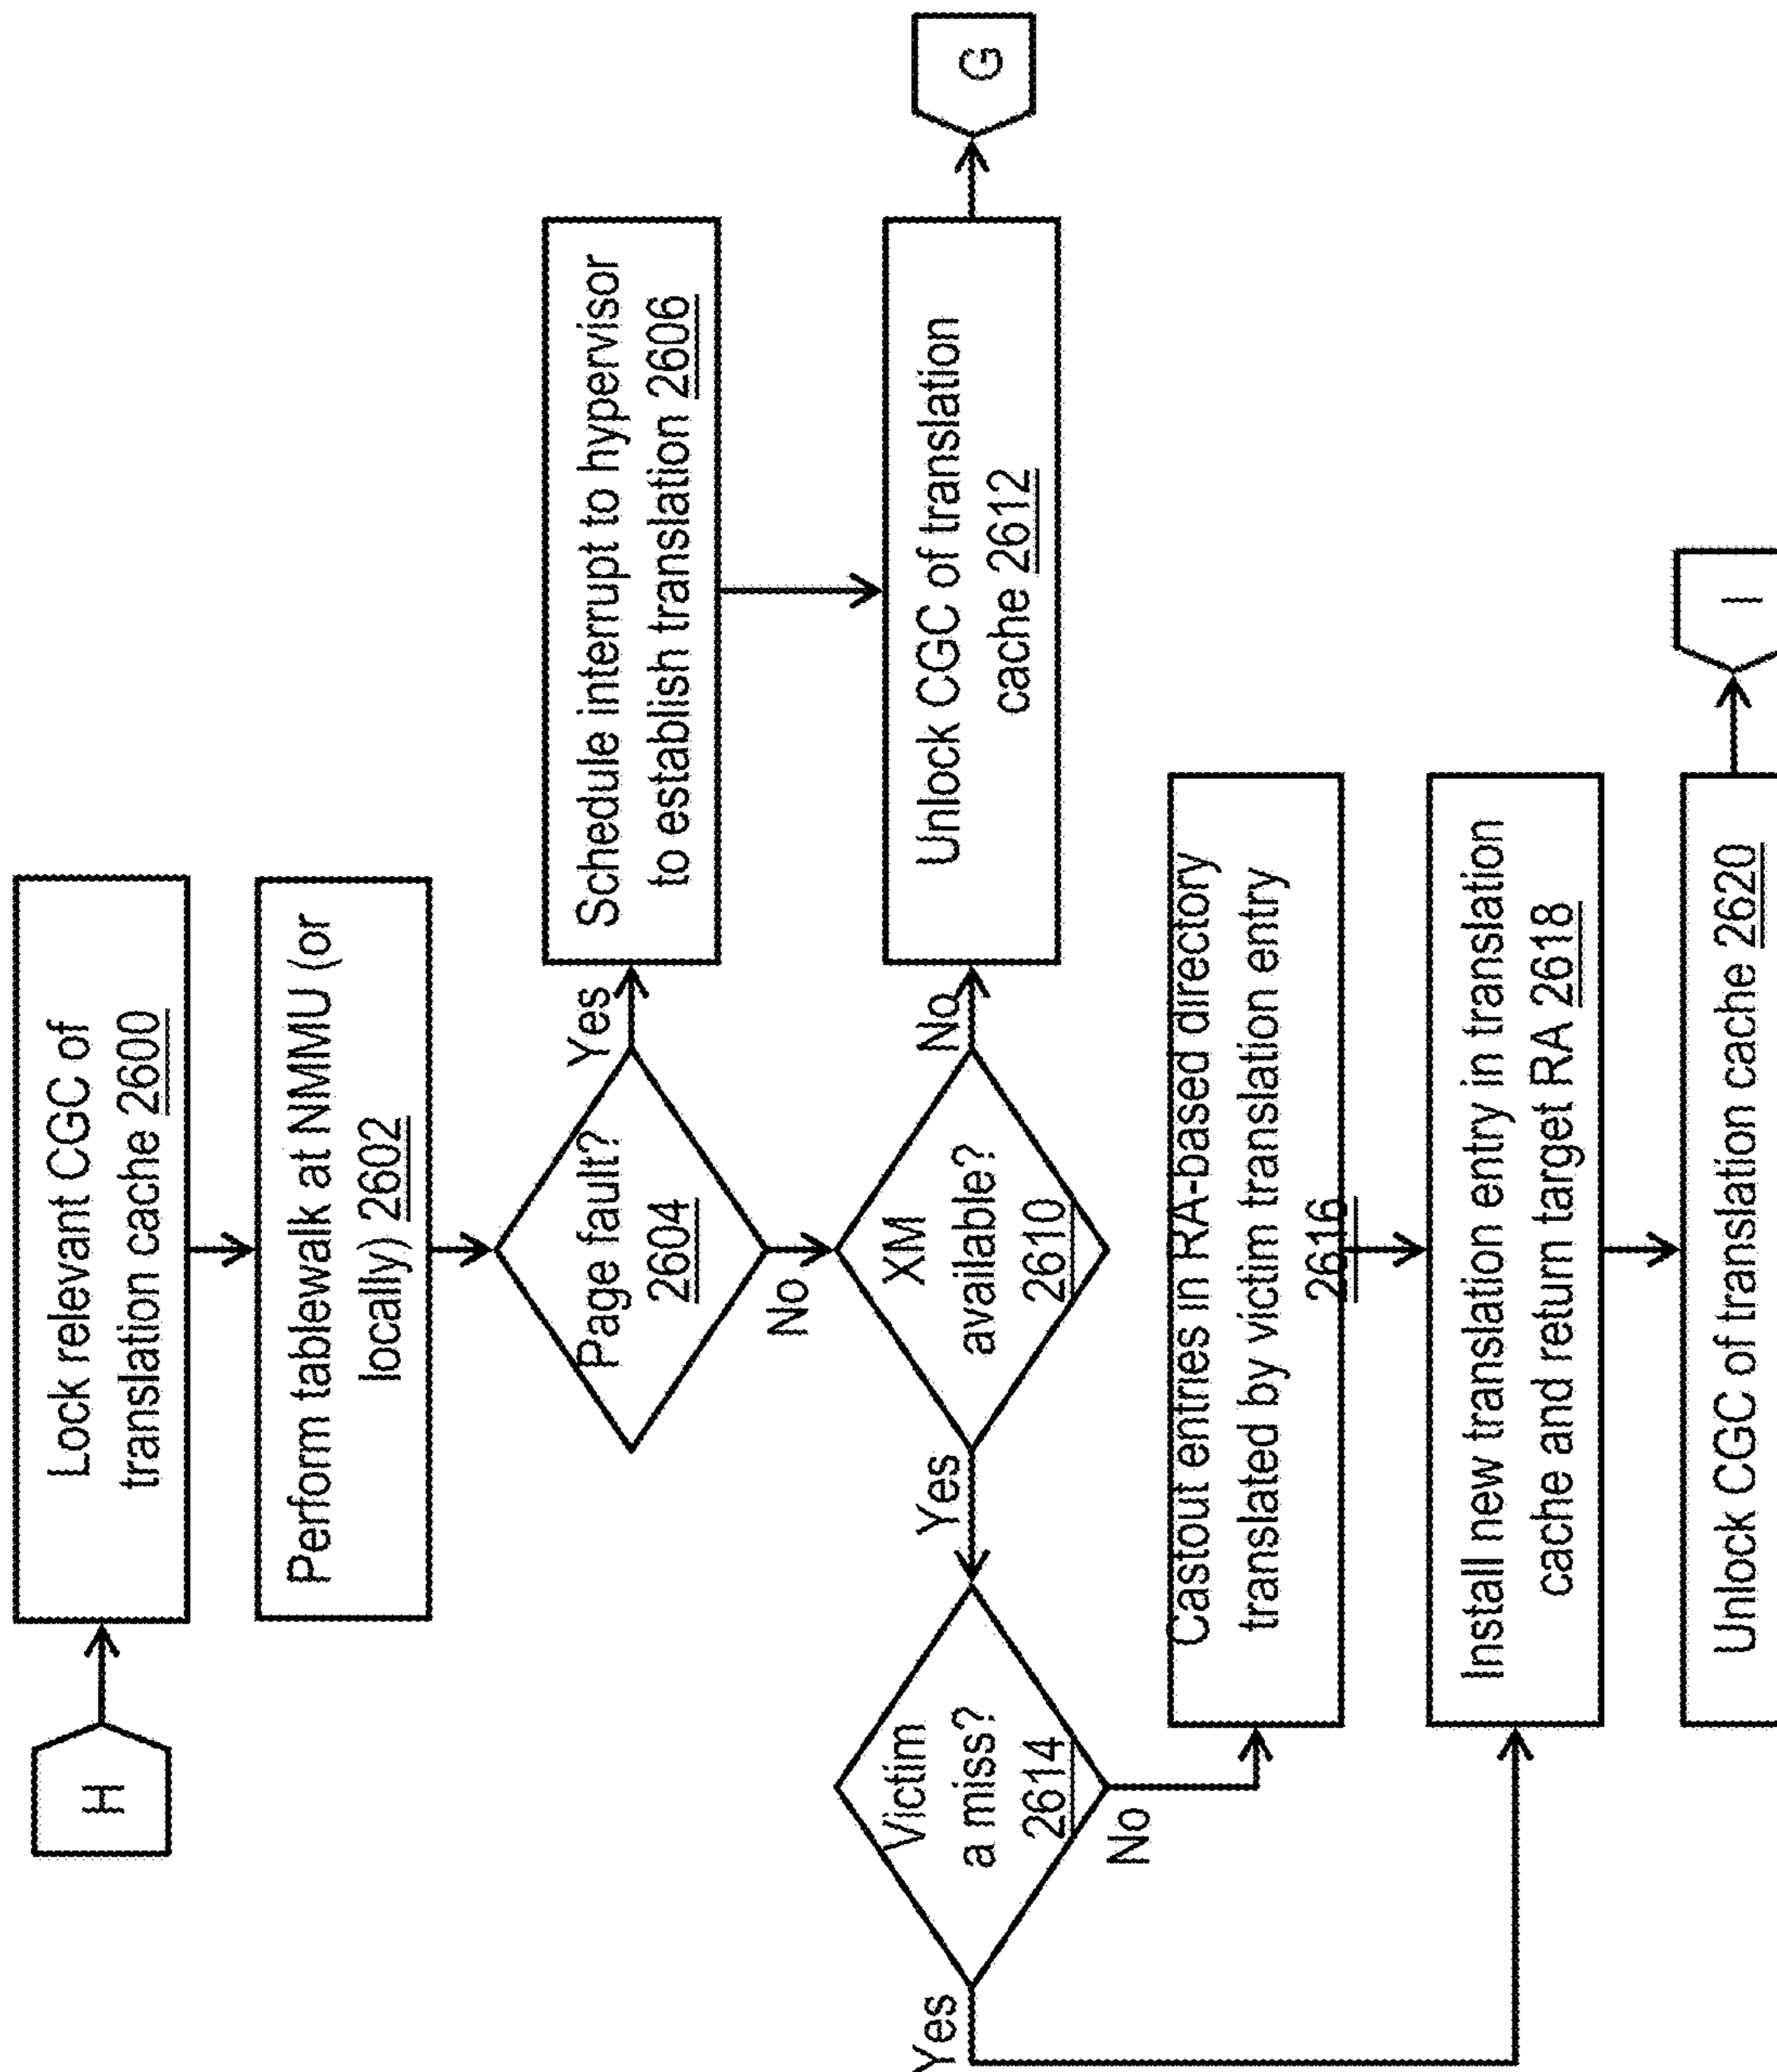 H
Lock relevant CGC of
translation cache 2600
Perform tablewalk at NMMU (or
locally) 2602
Page fault?
2604
Yes
No
Schedule interrupt to hypervisor
to establish translation 2606
XM
available?
2610
No
Yes
Unlock CGC of translation
cache 2612
G
Victim
a miss?
2614
Yes
No
Castout entries in RA-based directory
translated by victim translation entry
2616
Install new translation entry in translation
cache and return target RA 2618
Unlock CGC of translation cache 2620
I